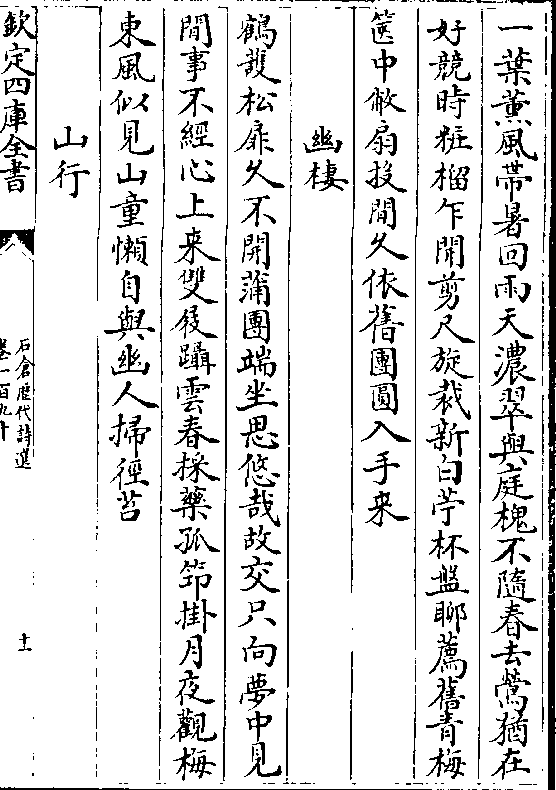 一葉薫風帶暑回雨天濃翠與庭槐不隨春去鶯猶在
好競時粧榴乍開剪尺旋裁新白苧杯盤聊薦舊青梅
篋中敝扇投閒久依舊團圓入手来
幽棲
鶴䕶松扉久不開蒲團端坐思悠哉故交只向夢中見
閒事不經心上来雙屐躡雲春採藥孤笻掛月夜觀梅
東風似見山童懶自與幽人掃徑苔
山行
欽定四庫全書
石倉歴代詩選
卷一百九十
十一